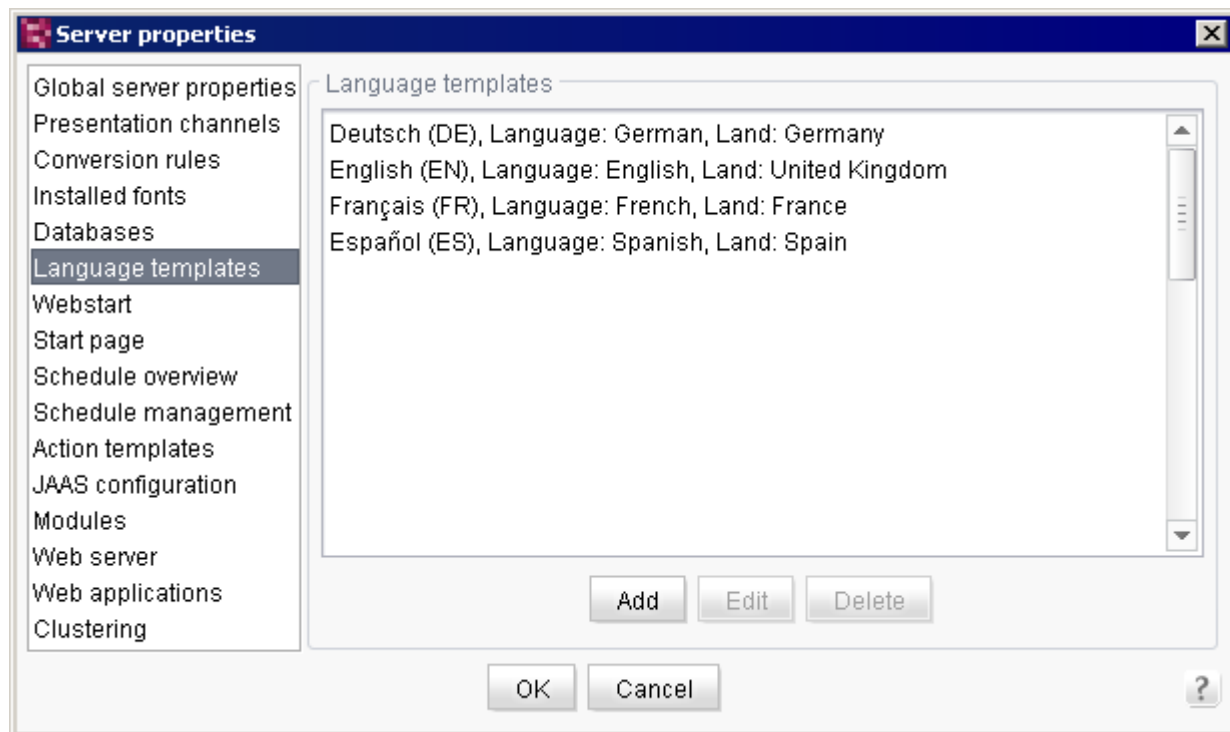 Server properties
Global server properties
Presentation channels
Conversion rules
Installed fonts
Databases
Language templates
Webstart
Start page
Schedule overview
Schedule management
Action templates
JAAS configuration
Modules
Web server
Web applications
Clustering
Language templates
Deutsch (DE), Language: German, Land: Germany
English (EN), Language: English, Land: United Kingdom
Français (FR), Language: French, Land: France
Español (ES), Language: Spanish, Land: Spain
Add Edit Delete
OK Cancel ?